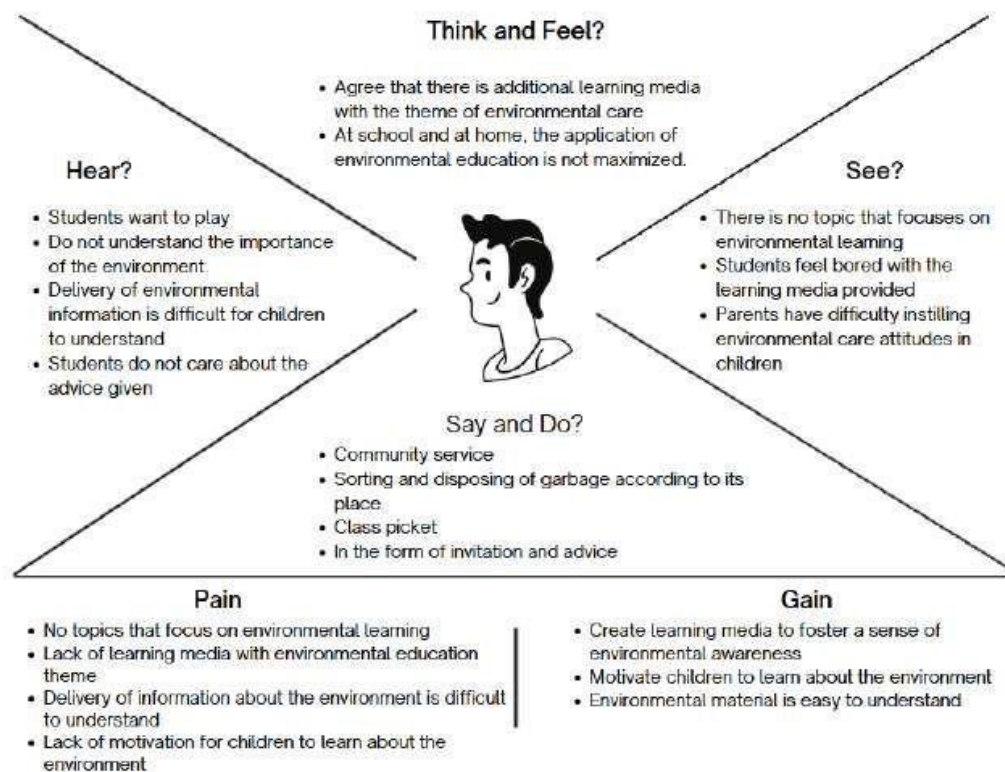 Think and Feel?
• Agree that there is additional learning media
with the theme of environmental care
• At school and at home, the application of
environmental education is not maximized.
Hear?
• Students want to play
• Do not understand the importance
of the environment.
• Delivery of environmental
information is difficult for children
to understand
• Students do not care about the
advice given
See?
• There is no topic that focuses on
environmental learning
• Students feel bored with the
learning media provided
• Parents have difficulty instilling
environmental care attitudes in
children
Say and Do?
• Community service
• Sorting and disposing of garbage according to its
place
• Class picket
• In the form of invitation and advice
Pain
• No topics that focus on environmental learning
• Lack of learning media with environmental education
theme
• Delivery of information about the environment is difficult
to understand
• Lack of motivation for children to learn about the
environment
Gain
• Create learning media to foster a sense of
environmental awareness
• Motivate children to learn about the environment
• Environmental material is easy to understand